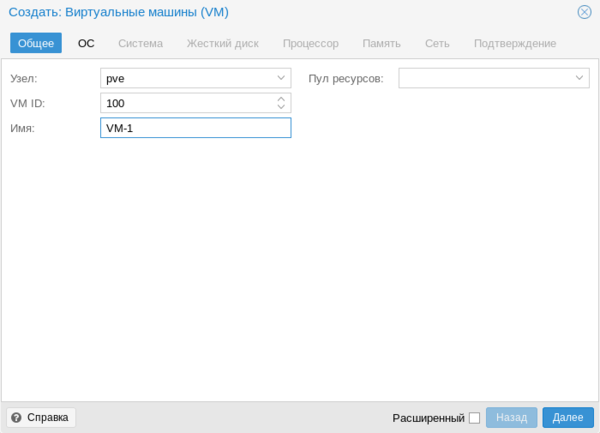 Создать: Виртуальные машины (VM)
Общее ОС Система Жесткий диск Процессор Память Сеть Подтверждение
Узел: pve Пул ресурсов:
VM ID: 100
Имя: VM-1
Справка Расширенный Назад Далее